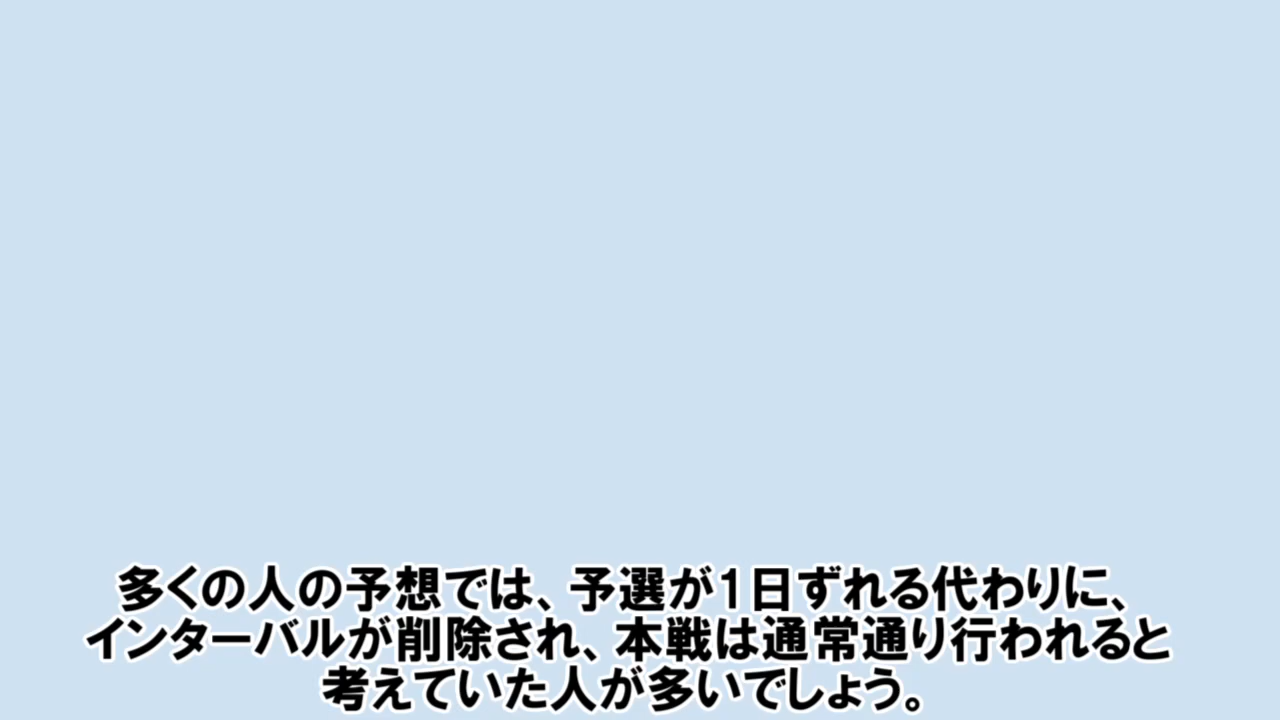 多くの人の予想では、予選が1日ずれる代わりに、
インターバルが削除され、本戦は通常通り行われると
考えていた人が多いでしょう。